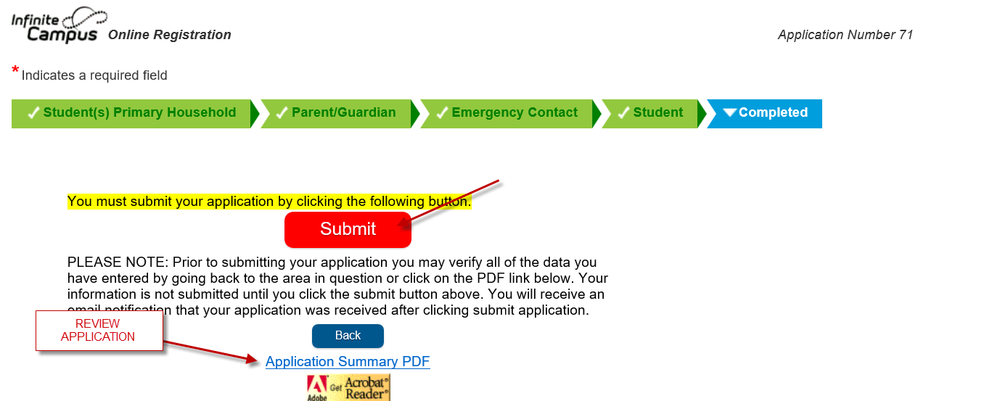 Infinite
Campus Online Registration
Application Number 71
* Indicates a required field
Student(s) Primary Household Parent/Guardian Emergency Contact Student Completed
You must submit your application by clicking the following button.
Submit
PLEASE NOTE: Prior to submitting your application you may verify all of the data you
have entered by going back to the area in question or click on the PDF link below. Your
information is not submitted until you click the submit button above. You will receive an
email notification that your application was received after clicking submit application.
REVIEW
APPLICATION
Back
Application Summary PDF
Adobe Get Acrobat®
Reader®